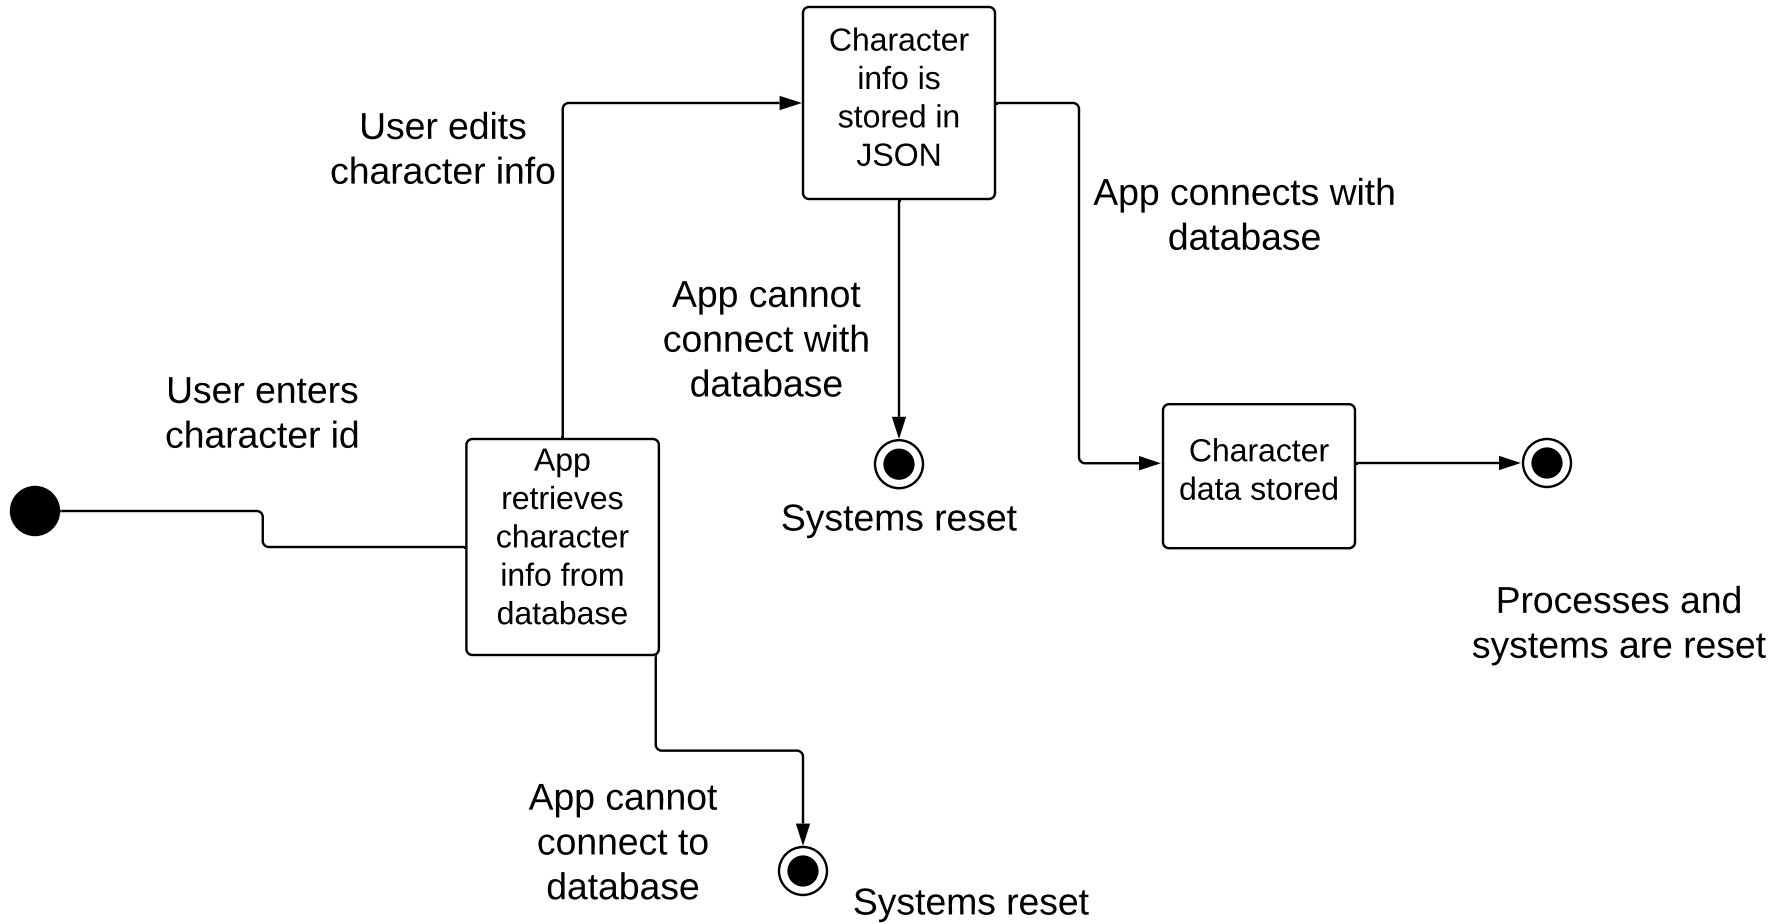 Character
info is
stored in
JSON
User edits
character info
App connects with
database
App cannot
connect with
database
User enters
character id
App
retrieves
character
info from
database
Character
data stored
Systems reset
Processes and
systems are reset
App cannot
connect to
database
Systems reset